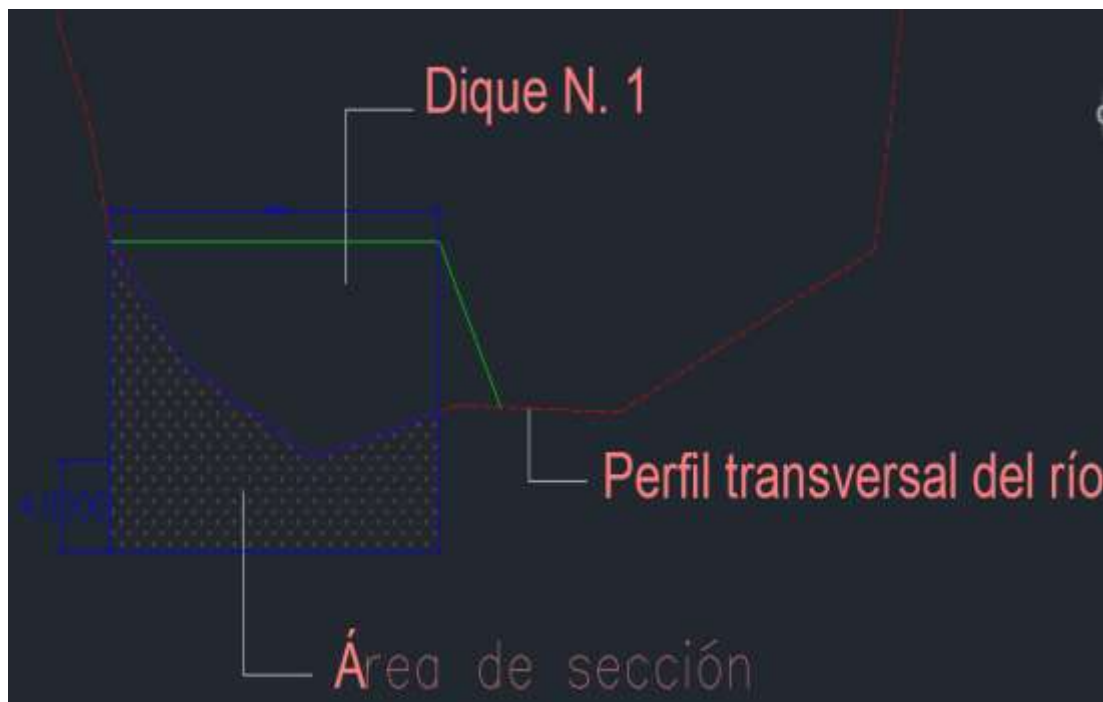 Dique N. 1
Perfil transversal del río
Área de sección